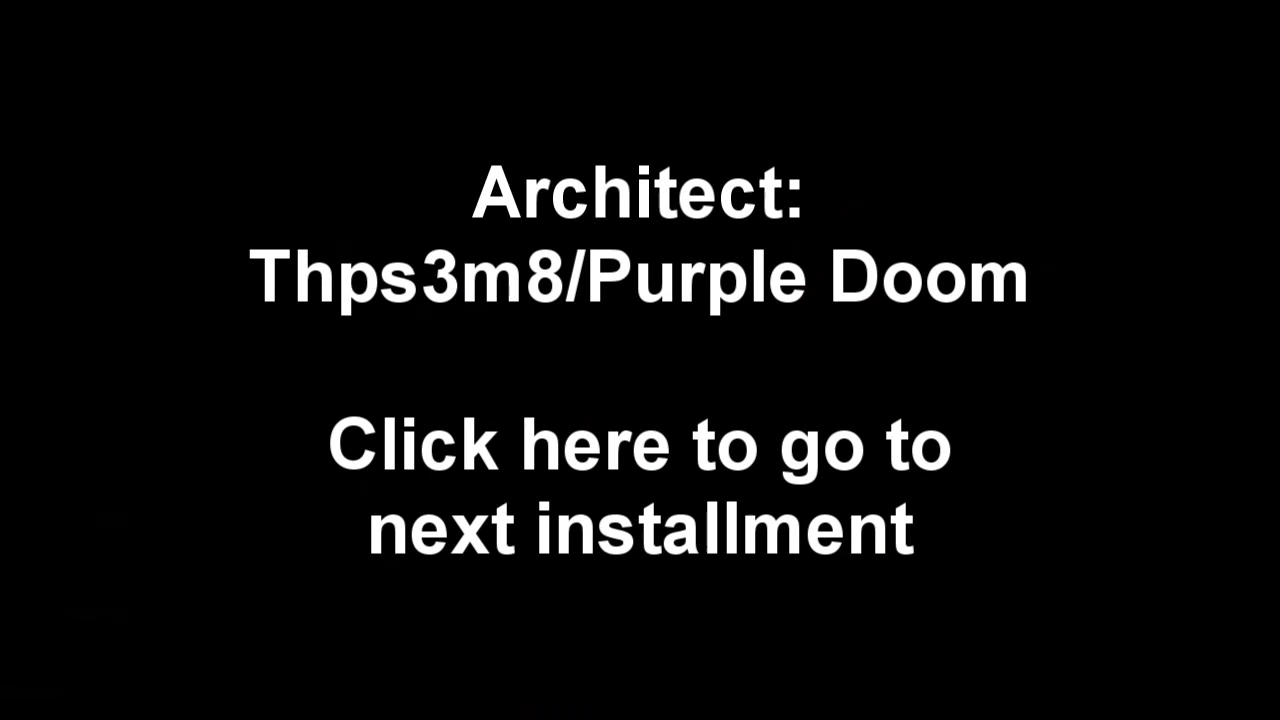 Architect:
Thps3m8/Purple Doom
Click here to go to
next installment